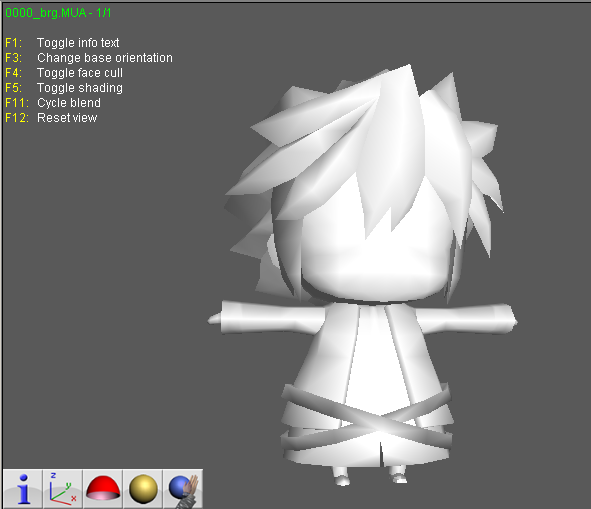 0000_brg.MUA - 1/1
F1: Toggle info text
F3: Change base orientation
F4: Toggle face cull
F5: Toggle shading
F11: Cycle blend
F12: Reset view
i z y x